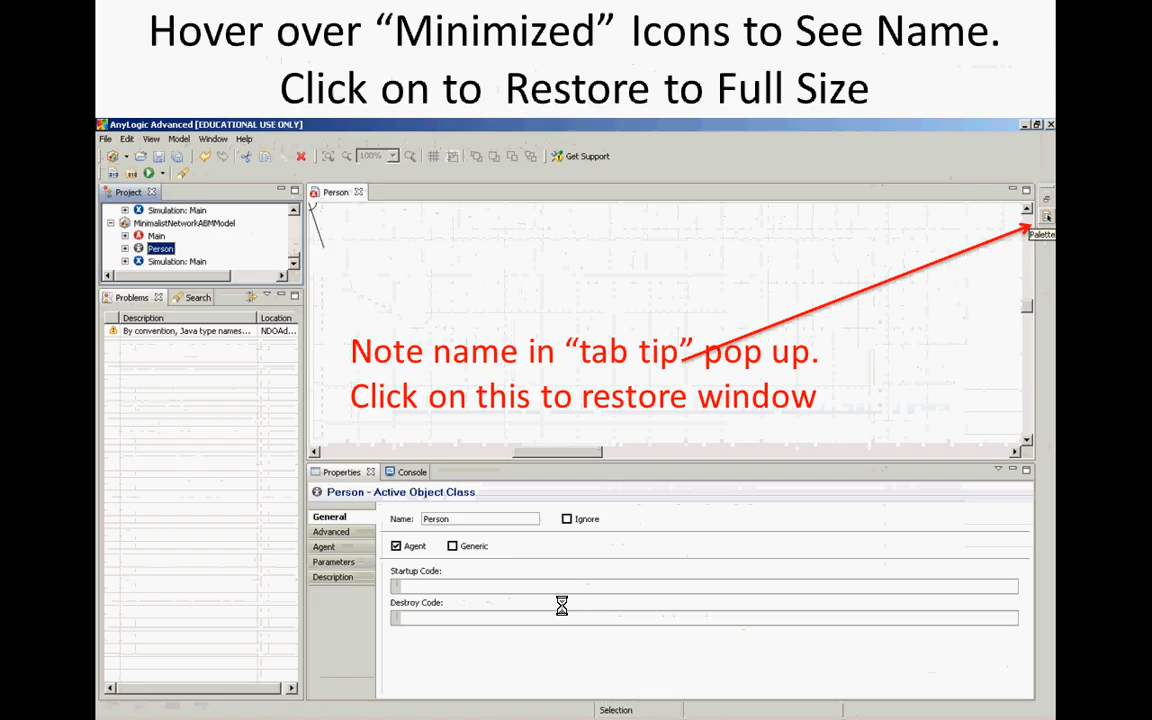 Hover over “Minimized” Icons to See Name.
Click on to Restore to Full Size
AnyLogic Advanced [EDUCATIONAL USE ONLY]
File Edit View Model Window Help
100% Get Support
Project
Person
Simulation: Main
MinimalistNetworkABMModel
Main
Person
Simulation: Main
Palette
Problems Search
Description Location
By convention, Java type names... NDOAd...
Note name in “tab tip” pop up.
Click on this to restore window
Properties Console
Person - Active Object Class
General
Advanced
Agent
Parameters
Description
Name: Person Ignore
Agent Generic
Startup Code:
Destroy Code:
Selection